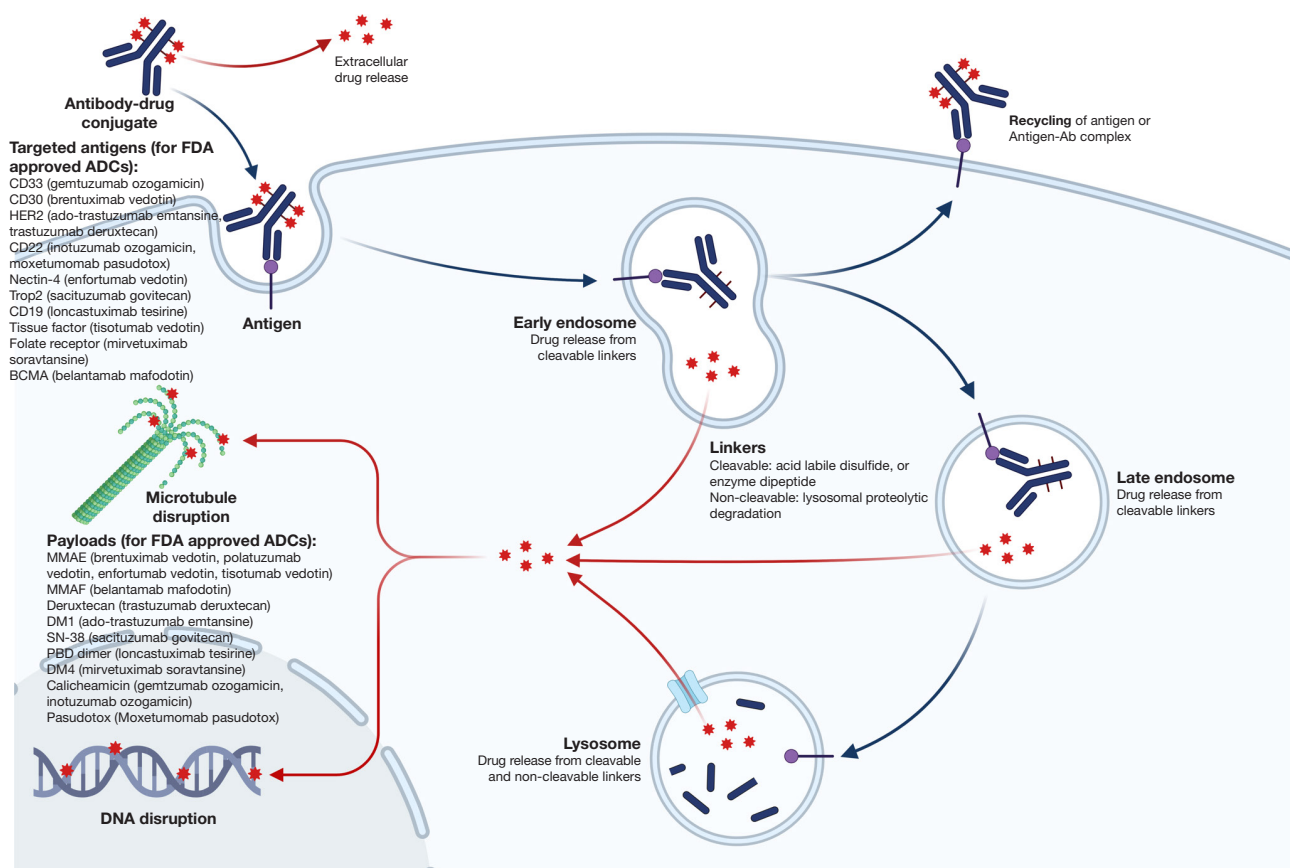 Extracellular
drug release
Antibody-drug
conjugate
Targeted antigens (for FDA
approved ADCs):
CD33 (gemtuzumab ozogamicin)
CD30 (brentuximab vedotin)
HER2 (ado-trastuzumab emtansine,
trastuzumab deruxtecan)
CD22 (inotuzumab ozogamicin,
moxetumomab pasudotox)
Nectin-4 (enfortumab vedotin)
Trop2 (sacituzumab govitecan)
CD19 (loncastuximab tesirine)
Tissue factor (tisotumab vedotin)
Folate receptor (mirvetuximab
soravtansine)
BCMA (belantamab mafodotin)
Antigen
Recycling of antigen or
Antigen-Ab complex
Early endosome
Drug release from
cleavable linkers
Linkers
Cleavable: acid labile disulfide, or
enzyme dipeptide
Non-cleavable: lysosomal proteolytic
degradation
Late endosome
Drug release from
cleavable linkers
Microtubule
disruption
Payloads (for FDA approved ADCs):
MMAE (brentuximab vedotin, polatuzumab
vedotin, enfortumab vedotin, tisotumab vedotin)
MMAF (belantamab mafodotin)
Deruxtecan (trastuzumab deruxtecan)
DM1 (ado-trastuzumab emtansine)
SN-38 (sacituzumab govitecan)
PBD dimer (loncastuximab tesirine)
DM4 (mirvetuximab soravtansine)
Calicheamicin (gemtzumab ozogamicin,
inotuzumab ozogamicin)
Pasudotox (Moxetumomab pasudotox)
Lysosome
Drug release from cleavable
and non-cleavable linkers
DNA disruption